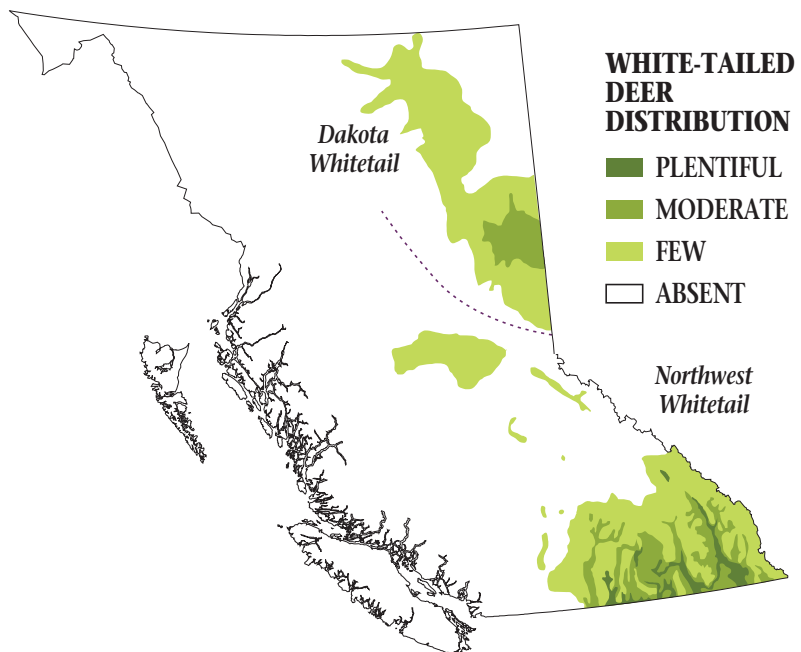 WHITE-TAILED
DEER
DISTRIBUTION
PLENTIFUL
MODERATE
FEW
ABSENT
Dakota
Whitetail
Northwest
Whitetail